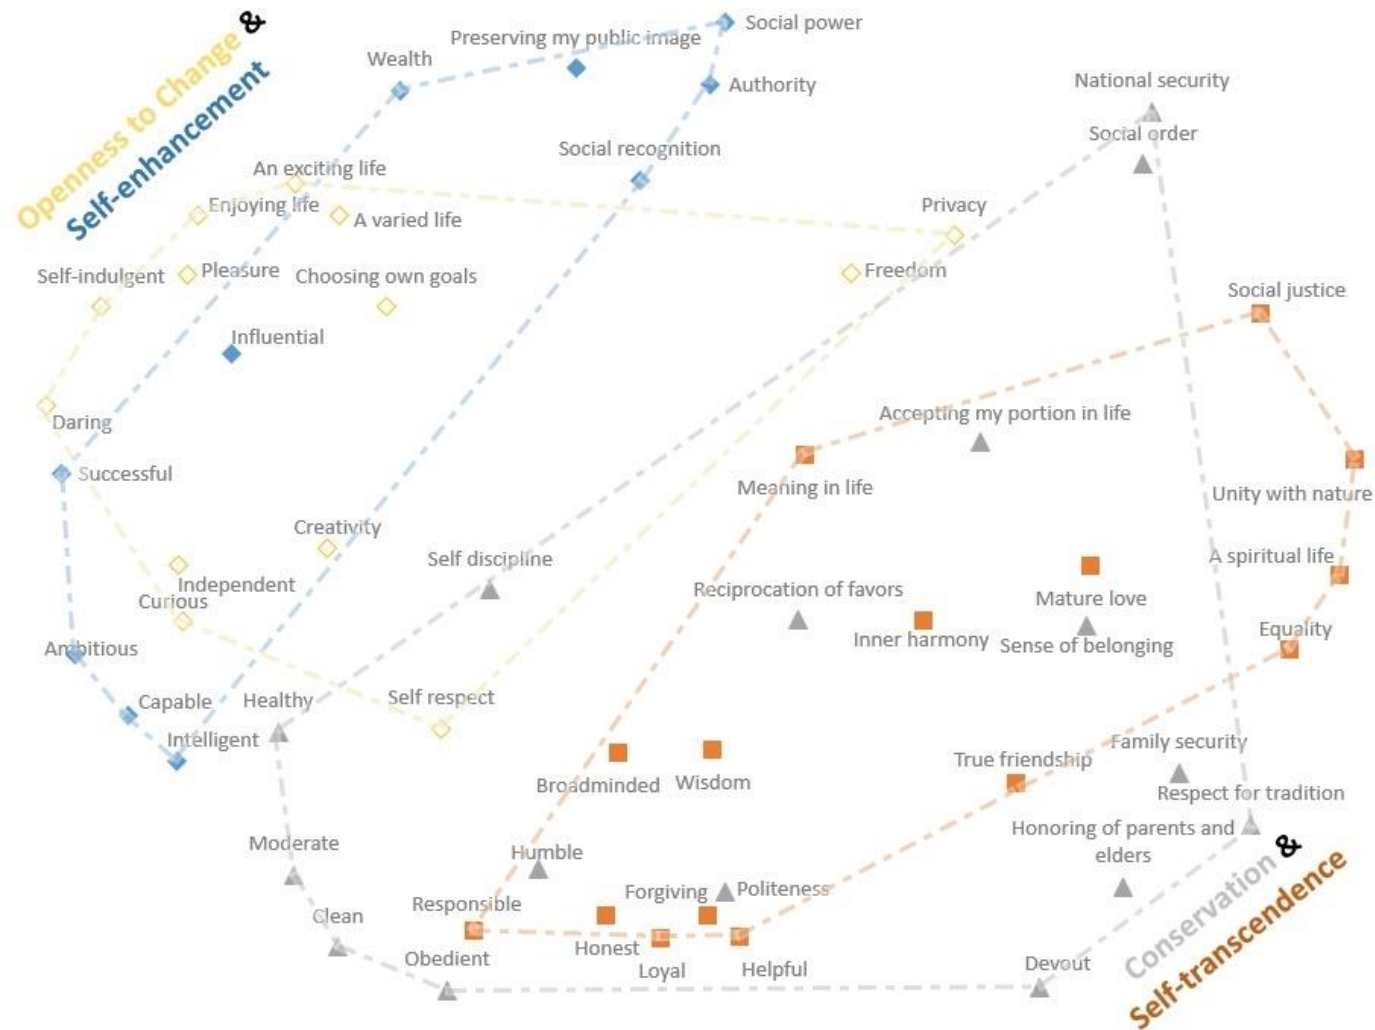 Openness to Change &
Self-enhancement
Social power
Preserving my public image
Wealth
Authority
National security
Social order
Social recognition
An exciting life
Enjoying life
A varied life
Privacy
Self-indulgent
Pleasure
Choosing own goals
Freedom
Social justice
Influential
Daring
Accepting my portion in life
Successful
Meaning in life
Unity with nature
Creativity
Self discipline
A spiritual life
Independent
Curious
Reciprocation of favors
Mature love
Inner harmony
Sense of belonging
Equality
Ambitious
Capable
Healthy
Self respect
Intelligent
Family security
True friendship
Broadminded
Wisdom
Respect for tradition
Honoring of parents and
elders
Moderate
Humble
Forgiving
Politeness
Responsible
Clean
Honest
Obedient
Loyal
Helpful
Devout
Conservation &
Self-transcendence